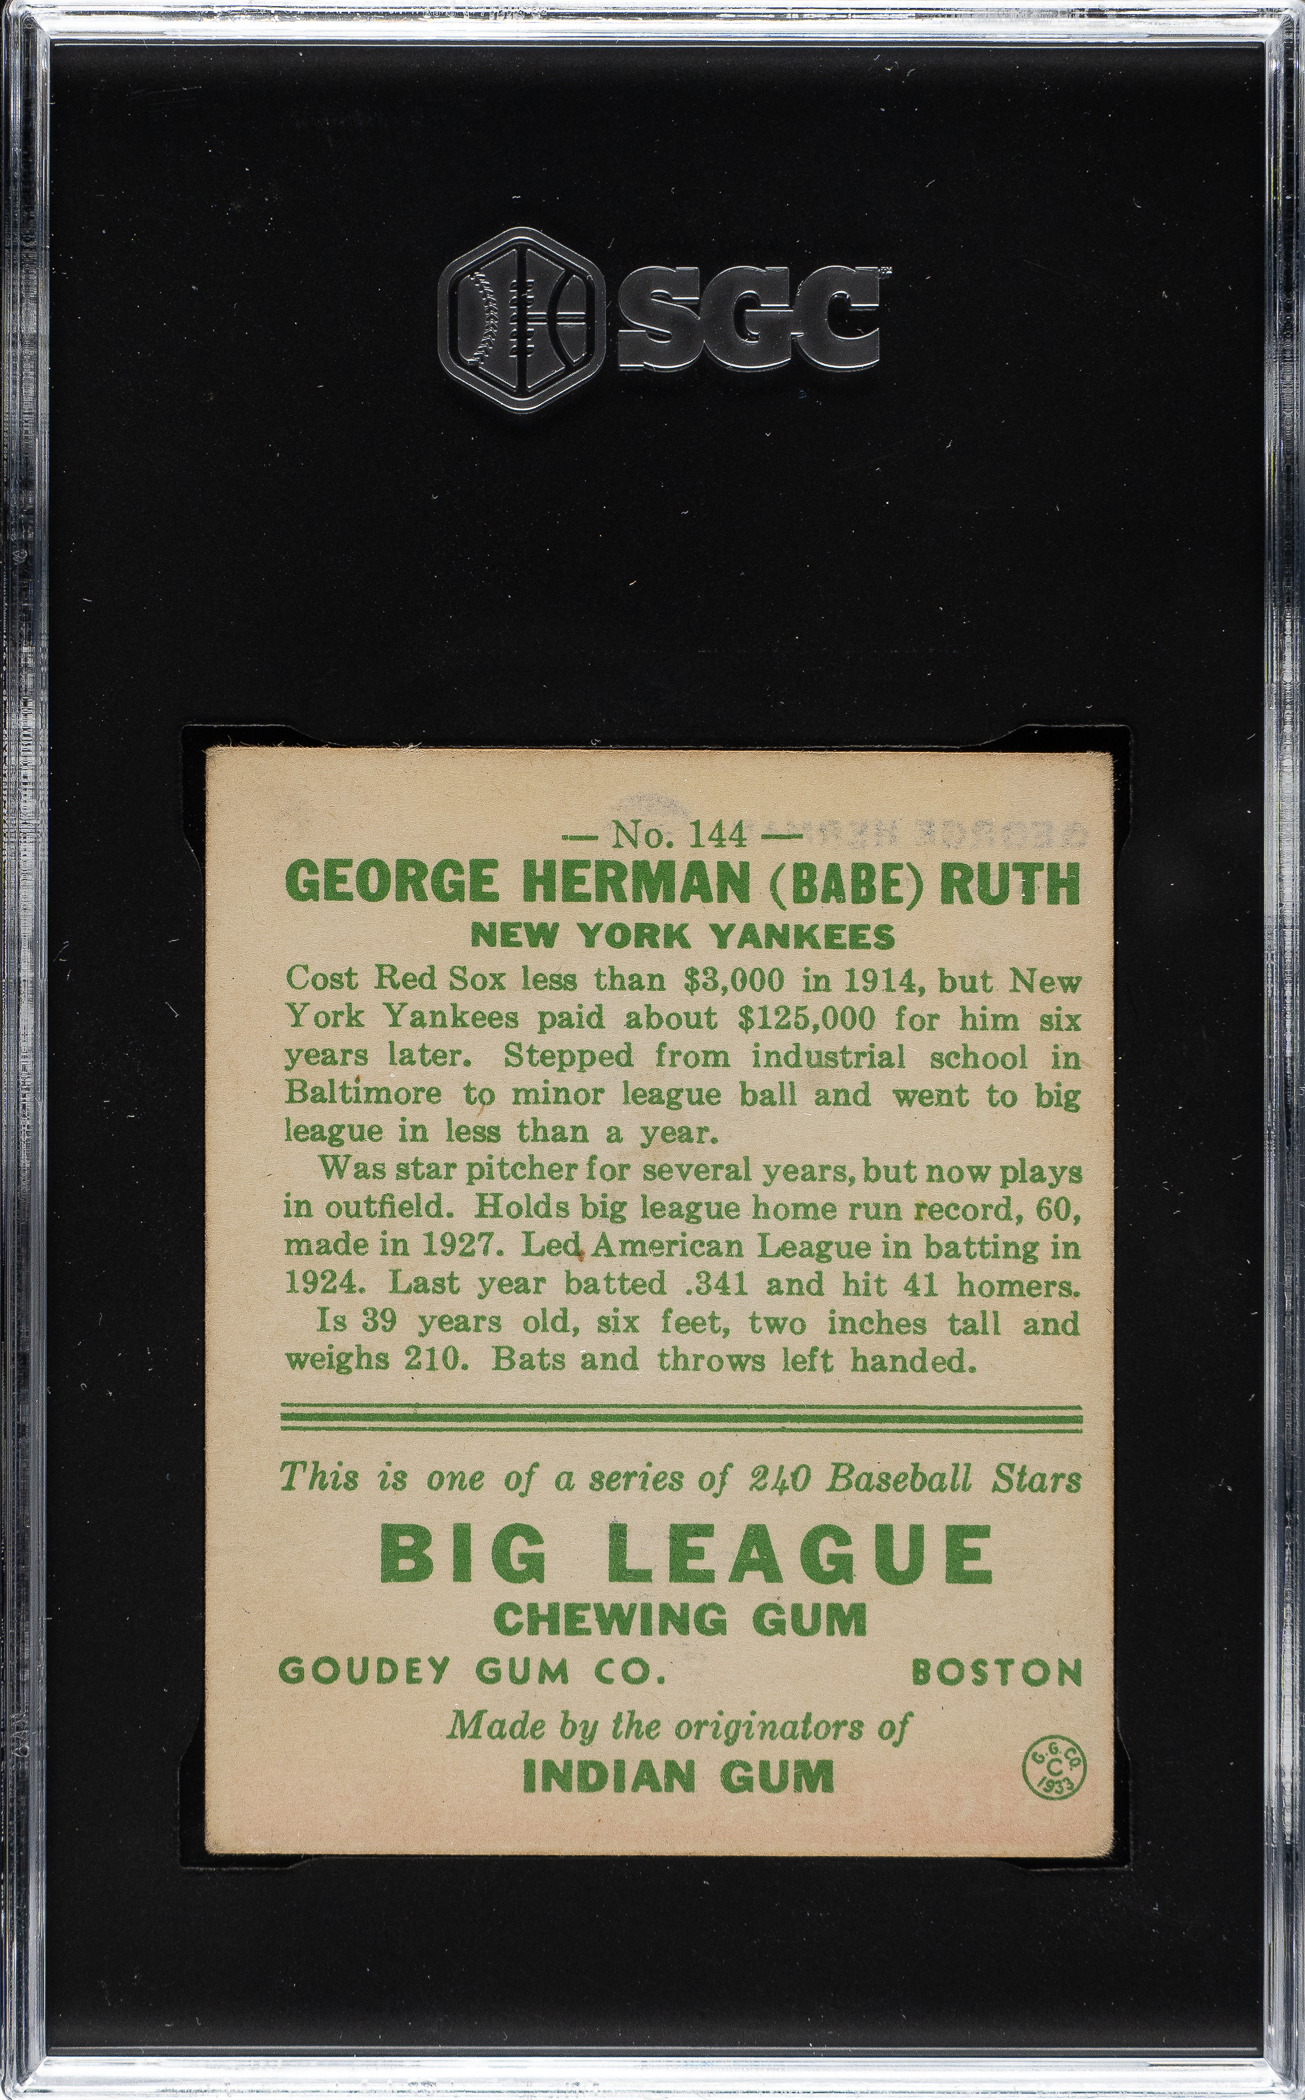 SGC
— No. 144 —
GEORGE HERMAN (BABE) RUTH
NEW YORK YANKEES
Cost Red Sox less than $3,000 in 1914, but New
York Yankees paid about $125,000 for him six
years later. Stepped from industrial school in
Baltimore to minor league ball and went to big
league in less than a year.
Was star pitcher for several years, but now plays
in outfield. Holds big league home run record, 60,
made in 1927. Led American League in batting in
1924. Last year batted .341 and hit 41 homers.
Is 39 years old, six feet, two inches tall and
weighs 210. Bats and throws left handed.
This is one of a series of 240 Baseball Stars
BIG LEAGUE
CHEWING GUM
GOUDEY GUM CO. BOSTON
Made by the originators of
INDIAN GUM
G.G.CO.
C
1933